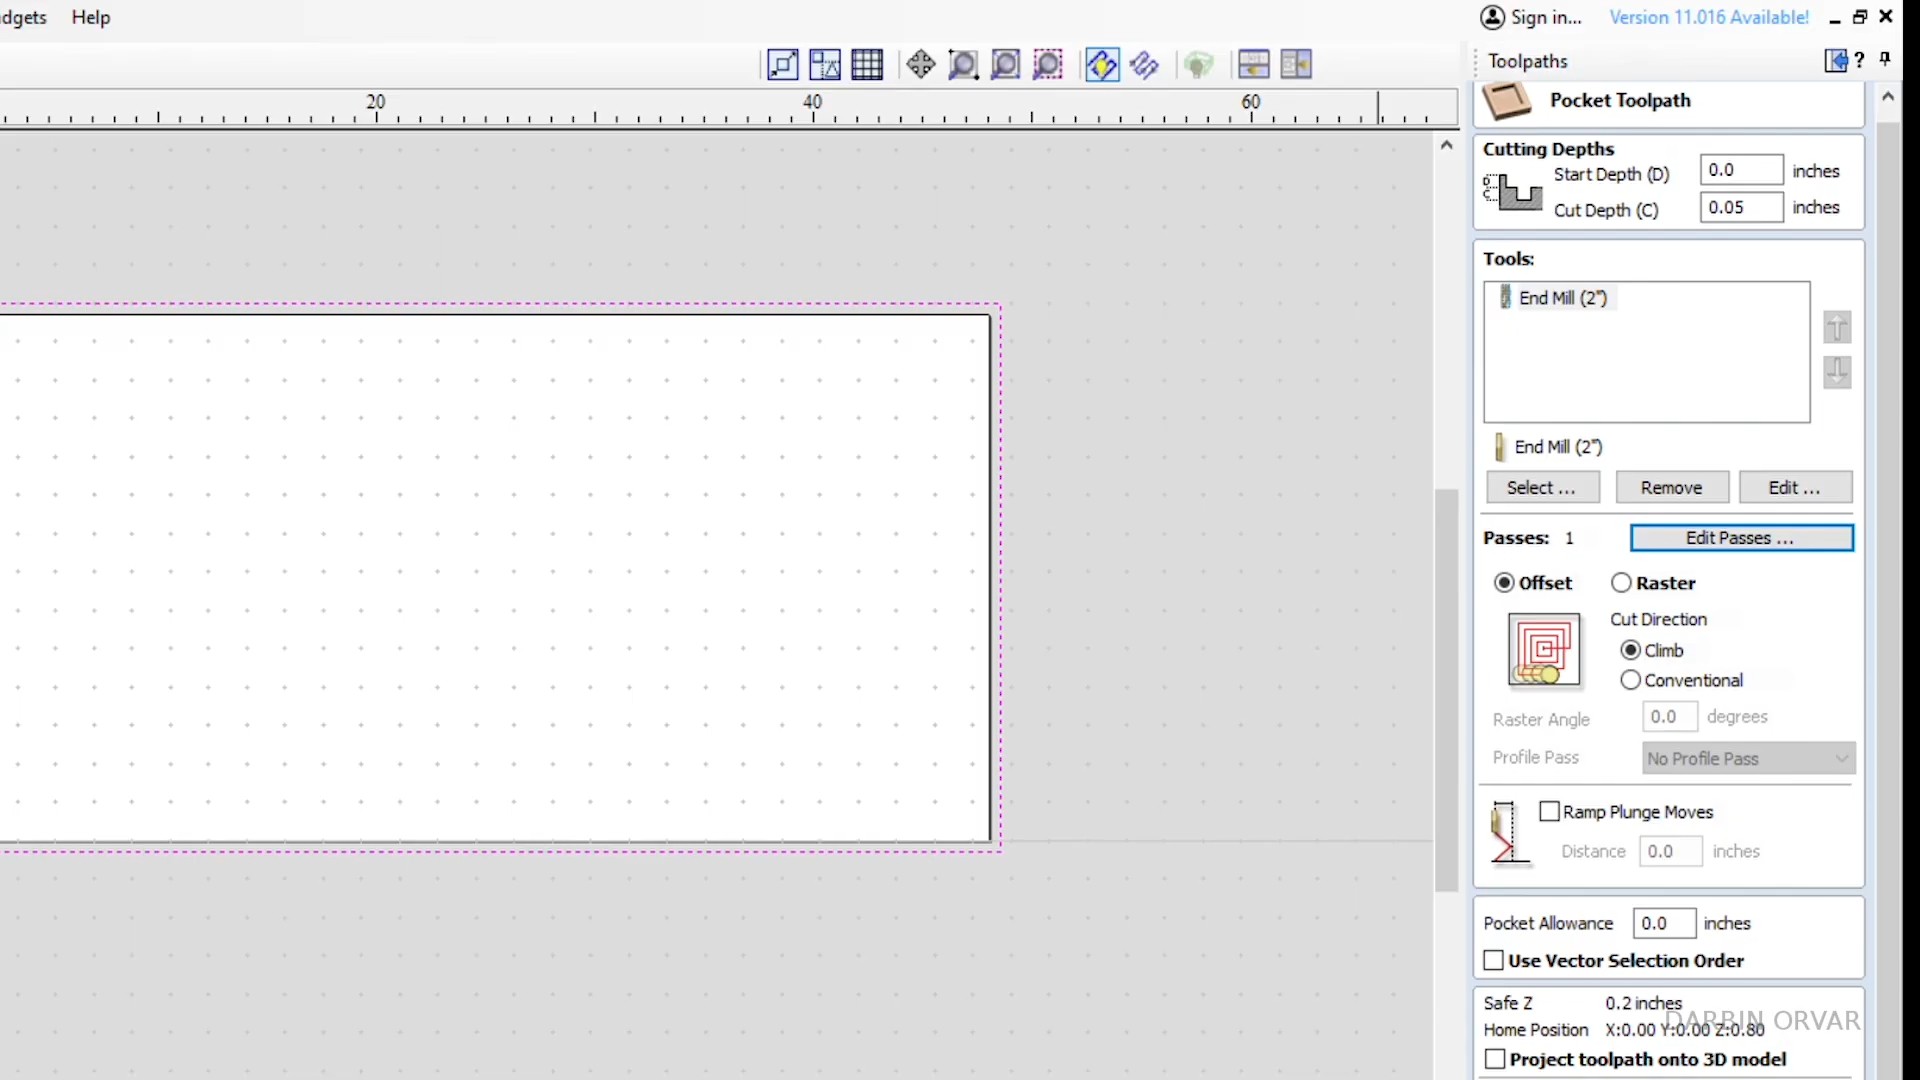 dgets Help
Sign in... Version 11.016 Available!
Toolpaths ?
20 40 60
Pocket Toolpath
Cutting Depths
Start Depth (D) 0.0 inches
Cut Depth (C) 0.05 inches
D
C
Tools:
End Mill (2")
End Mill (2")
Select ... Remove Edit ...
Passes: 1 Edit Passes ...
Offset Raster
Cut Direction
Climb
Conventional
Raster Angle 0.0 degrees
Profile Pass No Profile Pass
Ramp Plunge Moves
Distance 0.0 inches
Pocket Allowance 0.0 inches
Use Vector Selection Order
Safe Z 0.2 inches
Home Position X:0.00 Y:0.00 Z:0.80
DARBIN ORVAR
Project toolpath onto 3D model